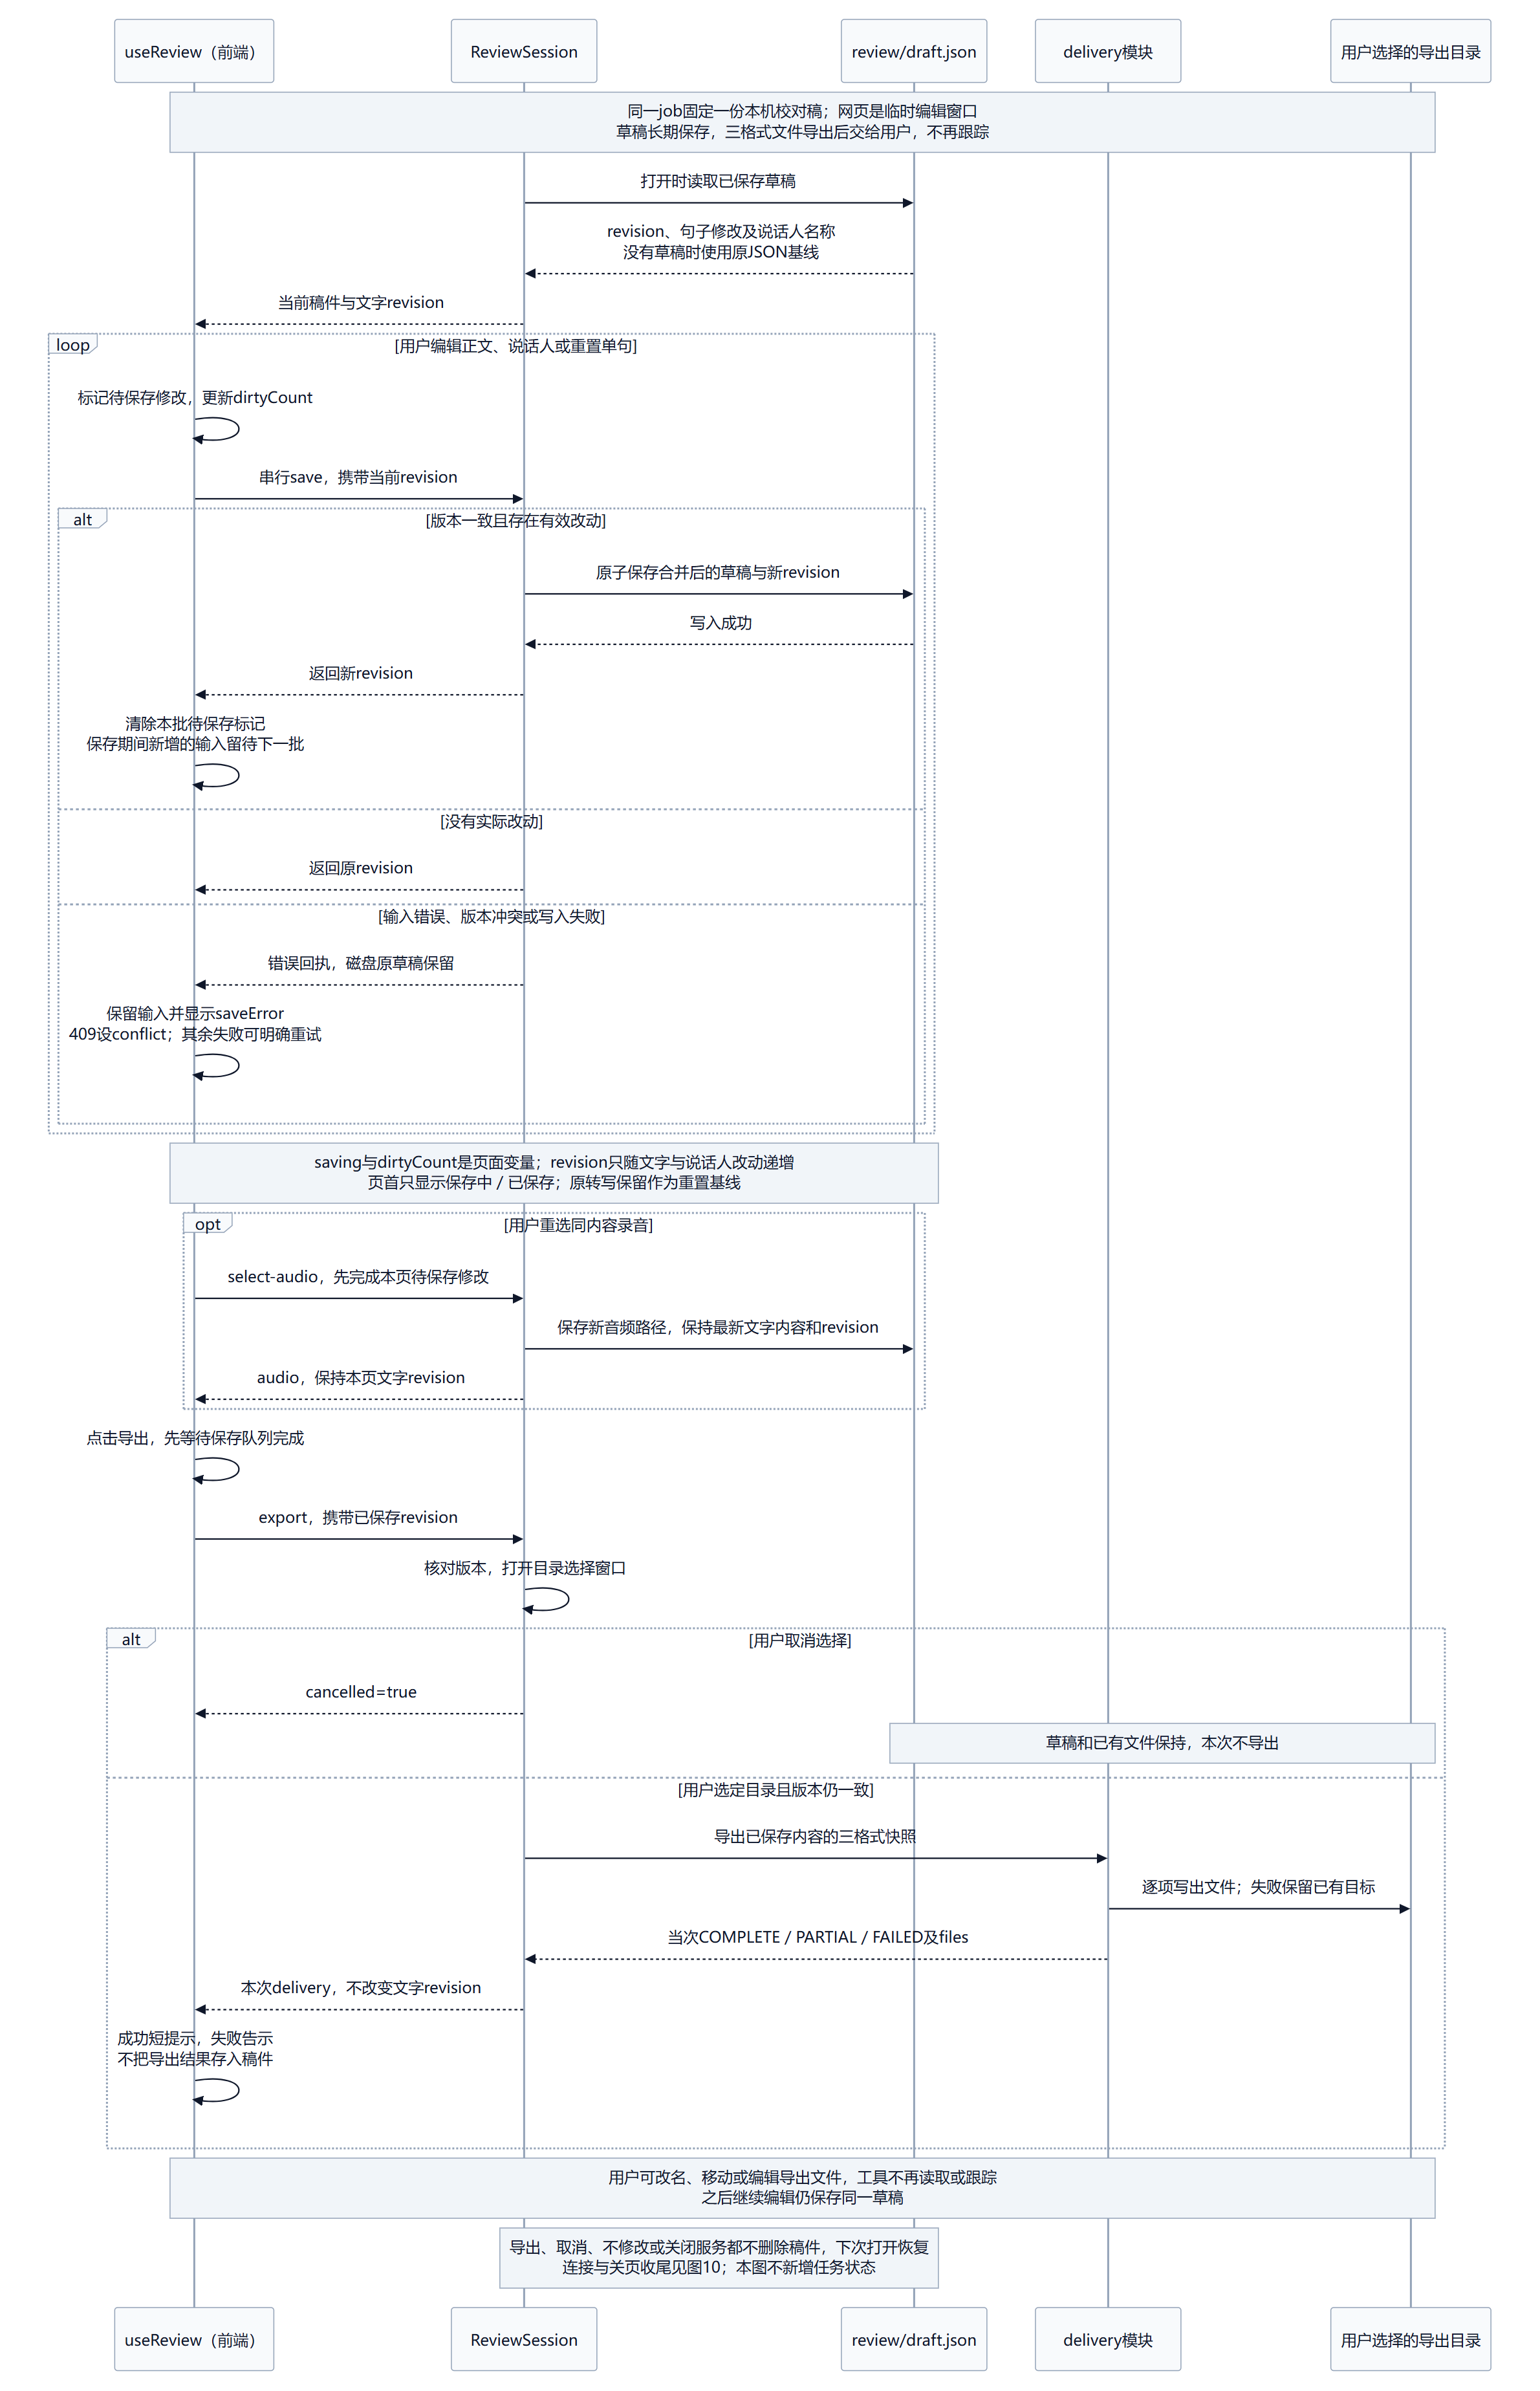 useReview（前端）
ReviewSession
review/draft.json
delivery模块
用户选择的导出目录
同一job固定一份本机校对稿；网页是临时编辑窗口
草稿长期保存，三格式文件导出后交给用户，不再跟踪
打开时读取已保存草稿
revision、句子修改及说话人名称
没有草稿时使用原JSON基线
当前稿件与文字revision
loop
[用户编辑正文、说话人或重置单句]
标记待保存修改，更新dirtyCount
串行save，携带当前revision
alt
[版本一致且存在有效改动]
原子保存合并后的草稿与新revision
写入成功
返回新revision
清除本批待保存标记
保存期间新增的输入留待下一批
[没有实际改动]
返回原revision
[输入错误、版本冲突或写入失败]
错误回执，磁盘原草稿保留
保留输入并显示saveError
409设conflict；其余失败可明确重试
saving与dirtyCount是页面变量；revision只随文字与说话人改动递增
页首只显示保存中 / 已保存；原转写保留作为重置基线
opt
[用户重选同内容录音]
select-audio，先完成本页待保存修改
保存新音频路径，保持最新文字内容和revision
audio，保持本页文字revision
点击导出，先等待保存队列完成
export，携带已保存revision
核对版本，打开目录选择窗口
alt
[用户取消选择]
cancelled=true
草稿和已有文件保持，本次不导出
[用户选定目录且版本仍一致]
导出已保存内容的三格式快照
逐项写出文件；失败保留已有目标
当次COMPLETE / PARTIAL / FAILED及files
本次delivery，不改变文字revision
成功短提示，失败告示
不把导出结果存入稿件
用户可改名、移动或编辑导出文件，工具不再读取或跟踪
之后继续编辑仍保存同一草稿
导出、取消、不修改或关闭服务都不删除稿件，下次打开恢复
连接与关页收尾见图10；本图不新增任务状态
useReview（前端）
ReviewSession
review/draft.json
delivery模块
用户选择的导出目录